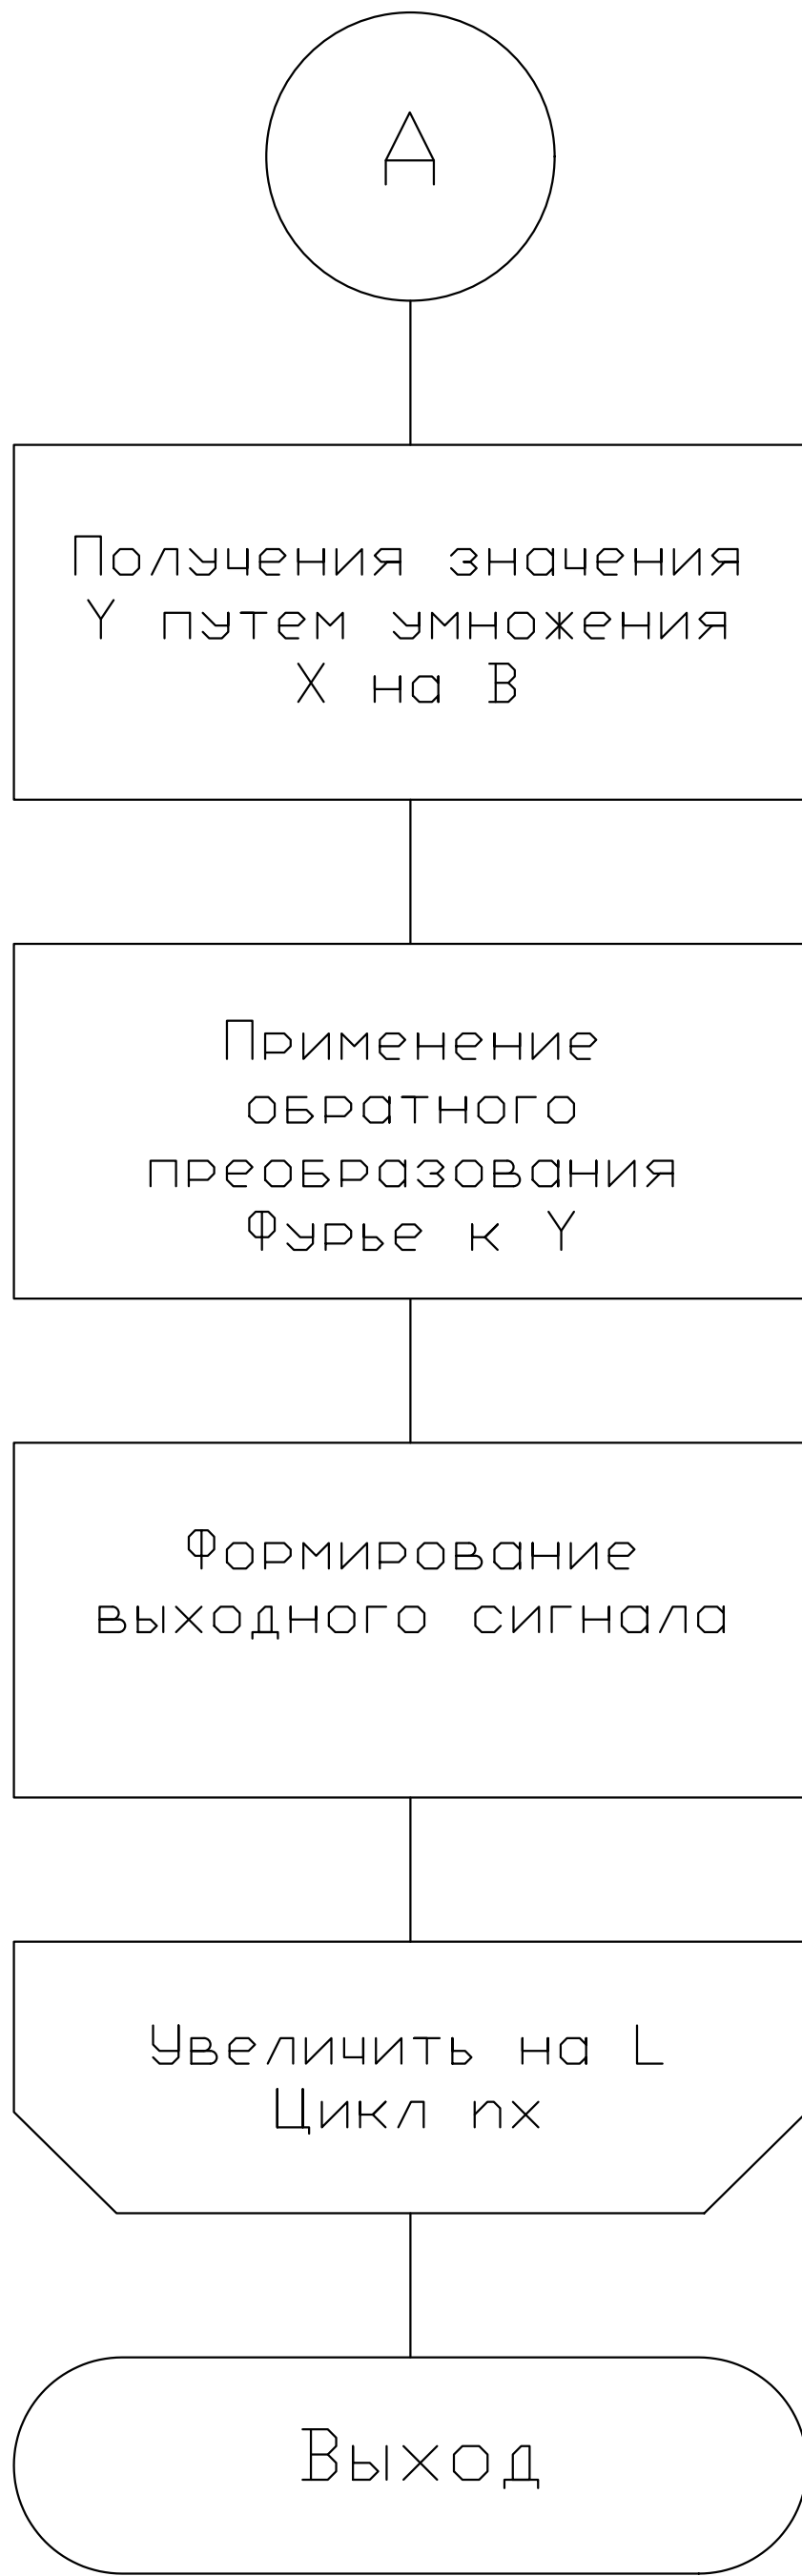 А
Получения значения
Y путем умножения
X на B
Применение
обратного
преобразования
Фурье к Y
Формирование
выходного сигнала
Увеличить на L
Цикл nx
Выход